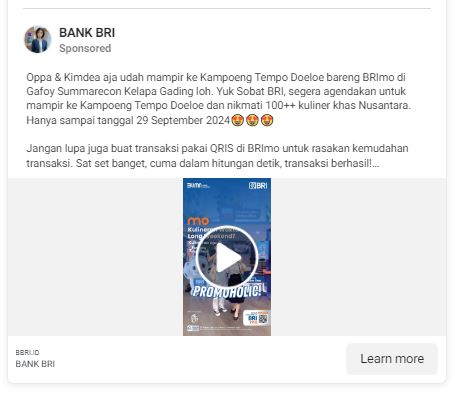 BANK BRI
Sponsored
Oppa & Kimdea aja udah mampir ke Kampoeng Tempo Doeloe bareng BRImo di
Gafoy Summarecon Kelapa Gading loh. Yuk Sobat BRI, segera agendakan untuk
mampir ke Kampoeng Tempo Doeloe dan nikmati 100++ kuliner khas Nusantara.
Hanya sampai tanggal 29 September 2024🤩🤩🤩
Jangan lupa juga buat transaksi pakai QRIS di BRImo untuk rasakan kemudahan
transaksi. Sat set banget, cuma dalam hitungan detik, transaksi berhasil!...
BUMN
BRI
mo
Kulineran
Long Weekend?
PROMOHOLIC!
BRI
BBRI.ID
BANK BRI
Learn more